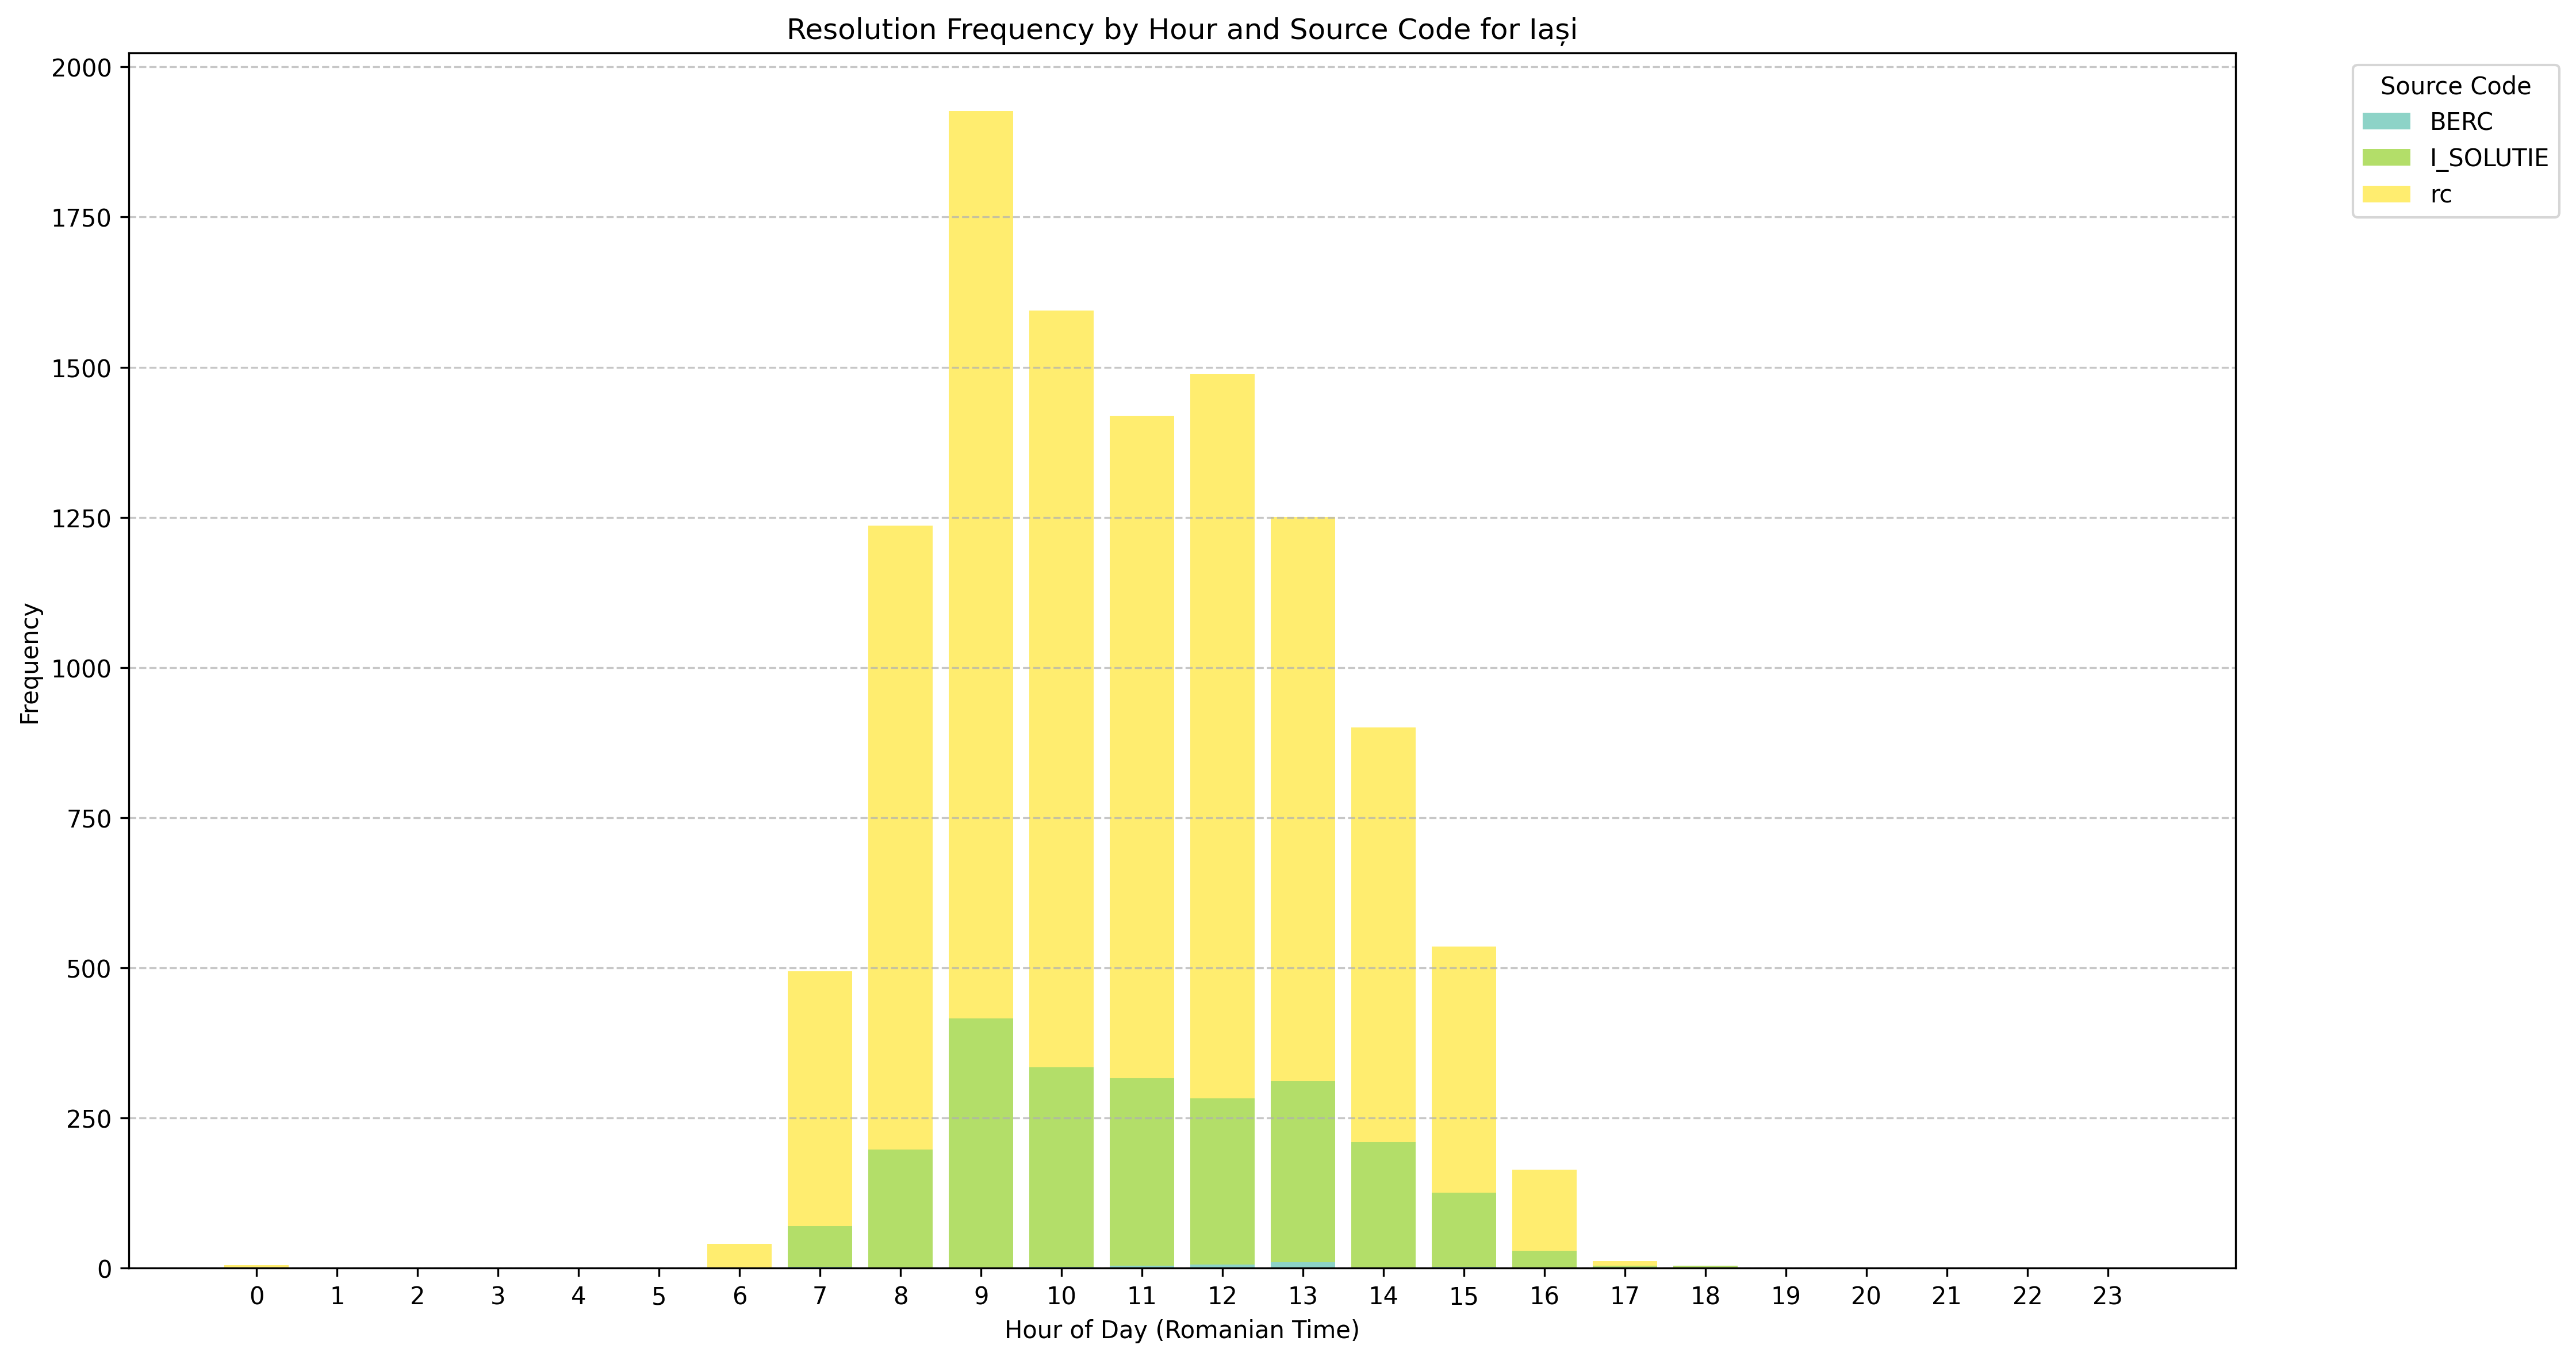 Resolution Frequency by Hour and Source Code for Iași
Source Code
BERC
I_SOLUTIE
rc
Frequency
2000
1750
1500
1250
1000
750
500
250
0
0 1 2 3 4 5 6 7 8 9 10 11 12 13 14 15 16 17 18 19 20 21 22 23
Hour of Day (Romanian Time)